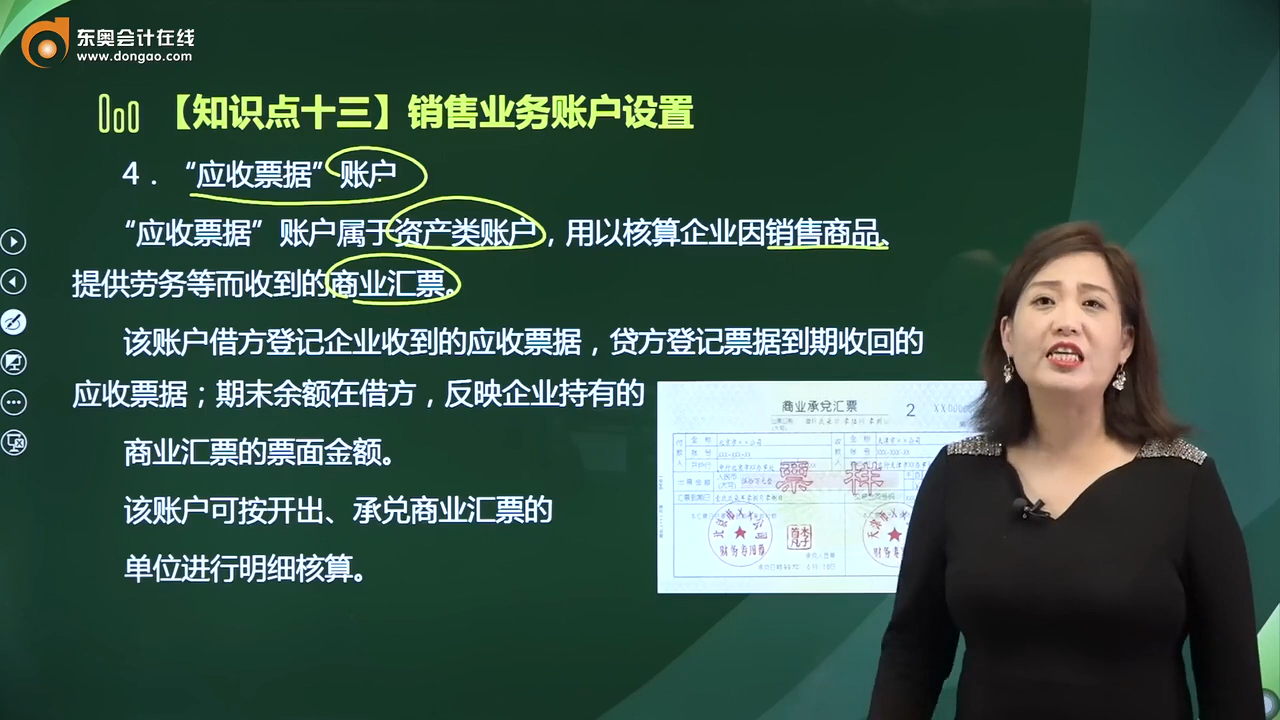 东奥会计在线
www.dongao.com
【知识点十三】销售业务账户设置
4.“应收票据”账户
“应收票据”账户属于资产类账户，用以核算企业因销售商品、
提供劳务等而收到的商业汇票。
该账户借方登记企业收到的应收票据，贷方登记票据到期收回的
应收票据；期末余额在借方，反映企业持有的
商业汇票的票面金额。
该账户可按开出、承兑商业汇票的
单位进行明细核算。
商业承兑汇票
2
票样